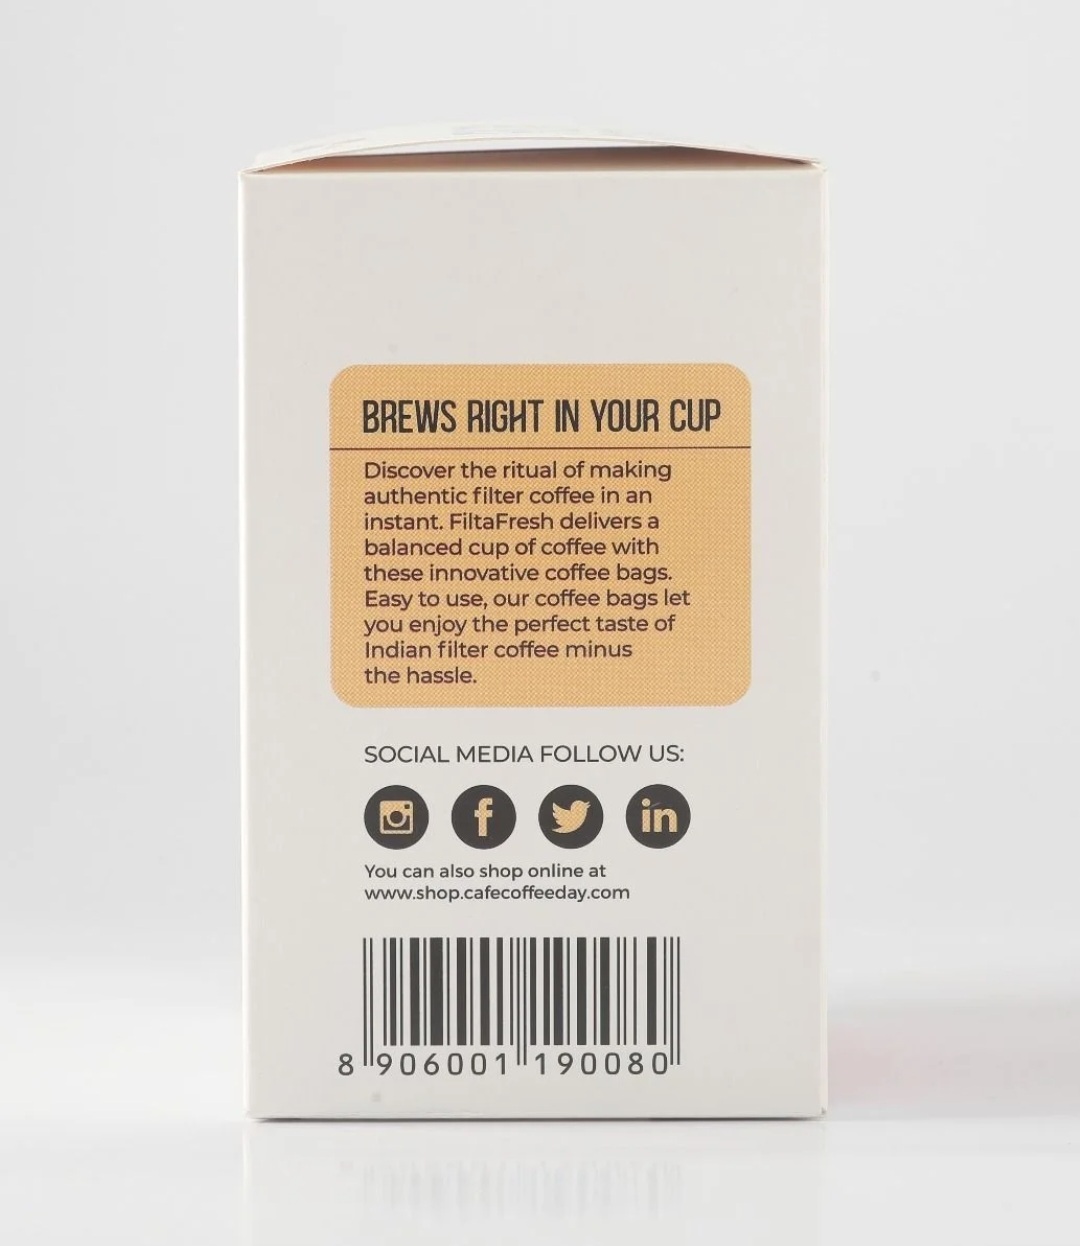 BREWS RIGHT IN YOUR CUP
Discover the ritual of making
authentic filter coffee in an
instant. FiltaFresh delivers a
balanced cup of coffee with
these innovative coffee bags.
Easy to use, our coffee bags let
you enjoy the perfect taste of
Indian filter coffee minus
the hassle.
SOCIAL MEDIA FOLLOW US:
f in
You can also shop online at
www.shop.cafecoffeeday.com
8 906001 190080